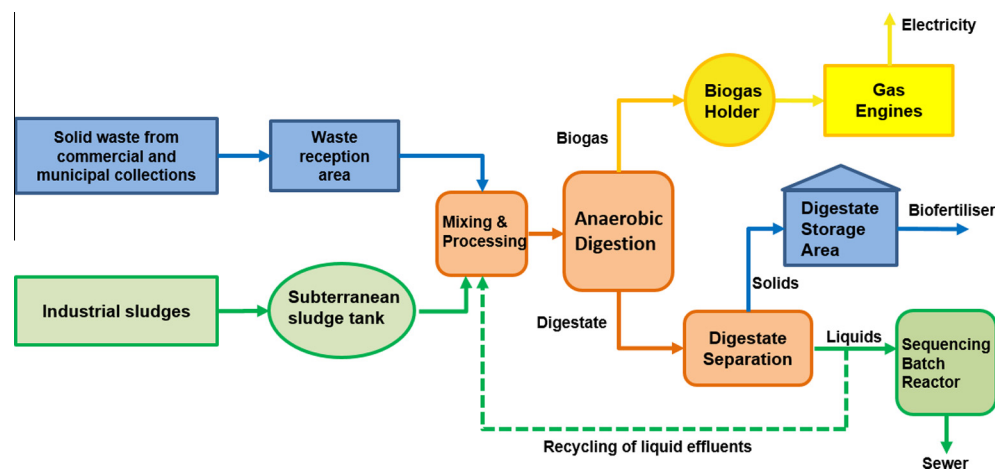 Electricity
Biogas
Holder
Gas
Engines
Solid waste from
commercial and
municipal collections
Waste
reception
area
Biogas
Mixing &
Processing
Anaerobic
Digestion
Digestate
Storage
Area
Biofertiliser
Industrial sludges
Subterranean
sludge tank
Solids
Digestate
Digestate
Separation
Liquids
Sequencing
Batch
Reactor
Recycling of liquid effluents
Sewer